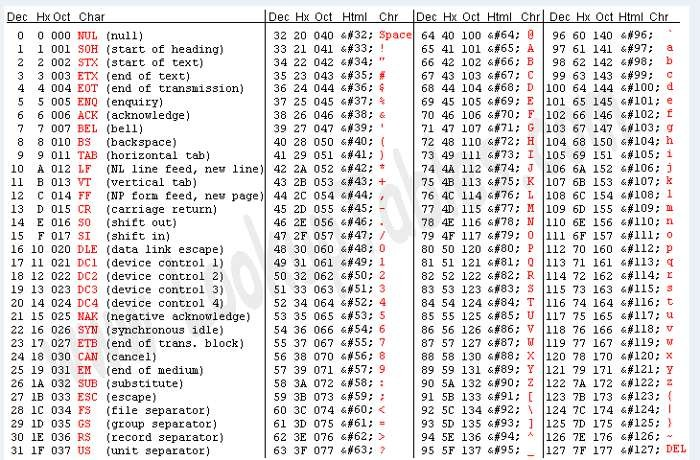 Dec Hx Oct Char Dec Hx Oct Html Chr Dec Hx Oct Html Chr Dec Hx Oct Html Chr
0 0 000 NUL (null) 32 20 040 &#32; Space 64 40 100 &#64; @ 96 60 140 &#96; `
1 1 001 SOH (start of heading) 33 21 041 &#33; ! 65 41 101 &#65; A 97 61 141 &#97; a
2 2 002 STX (start of text) 34 22 042 &#34; " 66 42 102 &#66; B 98 62 142 &#98; b
3 3 003 ETX (end of text) 35 23 043 &#35; # 67 43 103 &#67; C 99 63 143 &#99; c
4 4 004 EOT (end of transmission) 36 24 044 &#36; $ 68 44 104 &#68; D 100 64 144 &#100; d
5 5 005 ENQ (enquiry) 37 25 045 &#37; % 69 45 105 &#69; E 101 65 145 &#101; e
6 6 006 ACK (acknowledge) 38 26 046 &#38; & 70 46 106 &#70; F 102 66 146 &#102; f
7 7 007 BEL (bell) 39 27 047 &#39; ' 71 47 107 &#71; G 103 67 147 &#103; g
8 8 010 BS (backspace) 40 28 050 &#40; ( 72 48 110 &#72; H 104 68 150 &#104; h
9 9 011 TAB (horizontal tab) 41 29 051 &#41; ) 73 49 111 &#73; I 105 69 151 &#105; i
10 A 012 LF (NL line feed, new line) 42 2A 052 &#42; * 74 4A 112 &#74; J 106 6A 152 &#106; j
11 B 013 VT (vertical tab) 43 2B 053 &#43; + 75 4B 113 &#75; K 107 6B 153 &#107; k
12 C 014 FF (NP form feed, new page) 44 2C 054 &#44; , 76 4C 114 &#76; L 108 6C 154 &#108; l
13 D 015 CR (carriage return) 45 2D 055 &#45; - 77 4D 115 &#77; M 109 6D 155 &#109; m
14 E 016 SO (shift out) 46 2E 056 &#46; . 78 4E 116 &#78; N 110 6E 156 &#110; n
15 F 017 SI (shift in) 47 2F 057 &#47; / 79 4F 117 &#79; O 111 6F 157 &#111; o
16 10 020 DLE (data link escape) 48 30 060 &#48; 0 80 50 120 &#80; P 112 70 160 &#112; p
17 11 021 DC1 (device control 1) 49 31 061 &#49; 1 81 51 121 &#81; Q 113 71 161 &#113; q
18 12 022 DC2 (device control 2) 50 32 062 &#50; 2 82 52 122 &#82; R 114 72 162 &#114; r
19 13 023 DC3 (device control 3) 51 33 063 &#51; 3 83 53 123 &#83; S 115 73 163 &#115; s
20 14 024 DC4 (device control 4) 52 34 064 &#52; 4 84 54 124 &#84; T 116 74 164 &#116; t
21 15 025 NAK (negative acknowledge) 53 35 065 &#53; 5 85 55 125 &#85; U 117 75 165 &#117; u
22 16 026 SYN (synchronous idle) 54 36 066 &#54; 6 86 56 126 &#86; V 118 76 166 &#118; v
23 17 027 ETB (end of trans. block) 55 37 067 &#55; 7 87 57 127 &#87; W 119 77 167 &#119; w
24 18 030 CAN (cancel) 56 38 070 &#56; 8 88 58 130 &#88; X 120 78 170 &#120; x
25 19 031 EM (end of medium) 57 39 071 &#57; 9 89 59 131 &#89; Y 121 79 171 &#121; y
26 1A 032 SUB (substitute) 58 3A 072 &#58; : 90 5A 132 &#90; Z 122 7A 172 &#122; z
27 1B 033 ESC (escape) 59 3B 073 &#59; ; 91 5B 133 &#91; [ 123 7B 173 &#123; {
28 1C 034 FS (file separator) 60 3C 074 &#60; < 92 5C 134 &#92; \ 124 7C 174 &#124; |
29 1D 035 GS (group separator) 61 3D 075 &#61; = 93 5D 135 &#93; ] 125 7D 175 &#125; }
30 1E 036 RS (record separator) 62 3E 076 &#62; > 94 5E 136 &#94; ^ 126 7E 176 &#126; ~
31 1F 037 US (unit separator) 63 3F 077 &#63; ? 95 5F 137 &#95; _ 127 7F 177 &#127; DEL